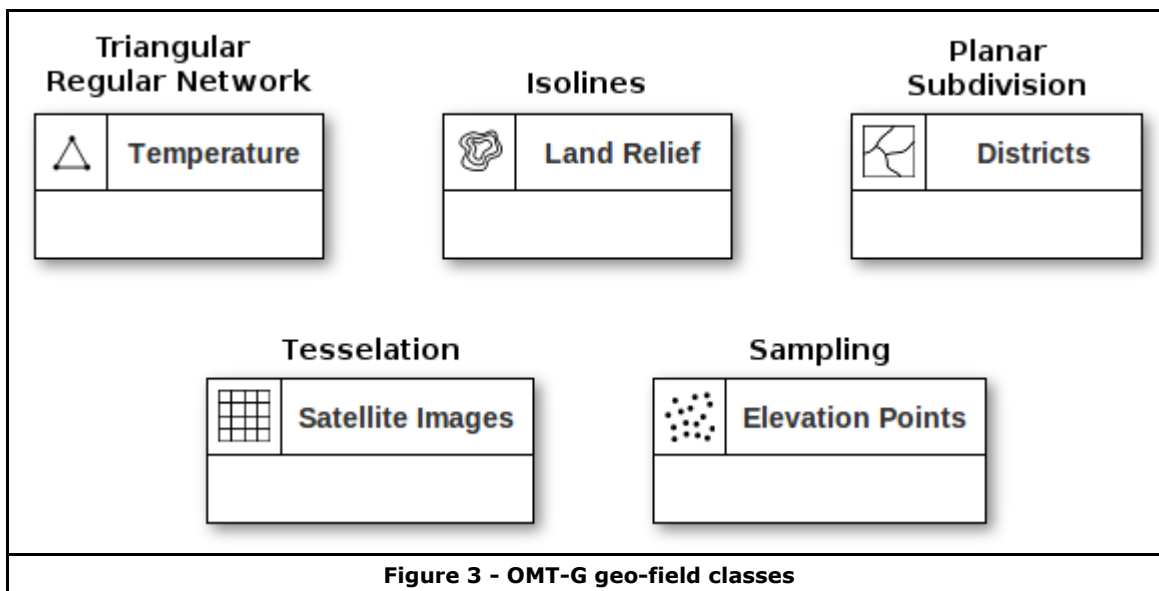 Triangular
Regular Network
Temperature
Isolines
Land Relief
Planar
Subdivision
Districts
Tesselation
Satellite Images
Sampling
Elevation Points
Figure 3 - OMT-G geo-field classes